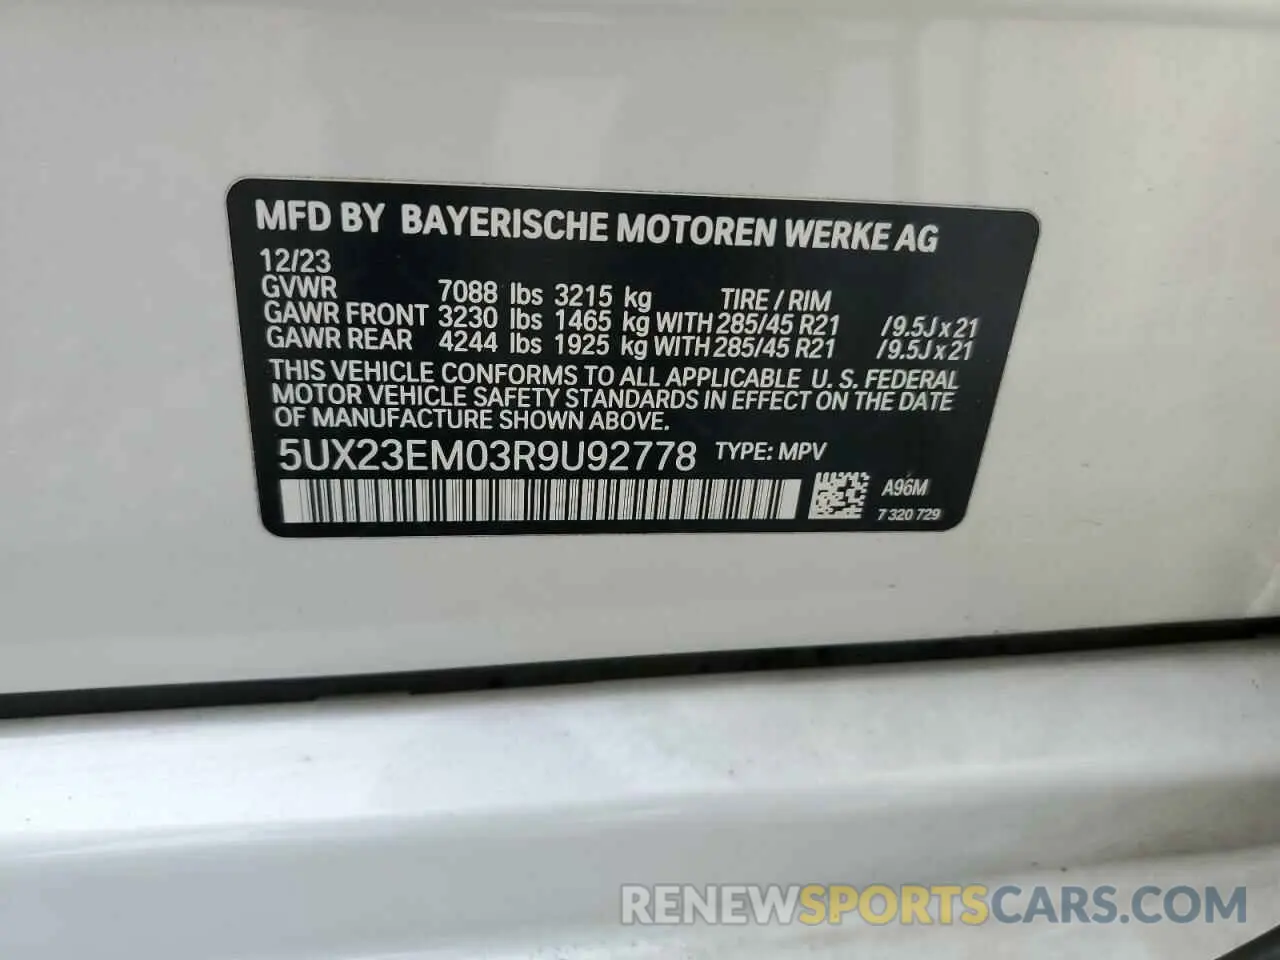 MFD BY BAYERISCHE MOTOREN WERKE AG
12/23
GVWR 7088 lbs 3215 kg TIRE / RIM
GAWR FRONT 3230 lbs 1465 kg WITH 285/45 R21 /9.5J x 21
GAWR REAR 4244 lbs 1925 kg WITH 285/45 R21 /9.5J x 21
THIS VEHICLE CONFORMS TO ALL APPLICABLE U. S. FEDERAL
MOTOR VEHICLE SAFETY STANDARDS IN EFFECT ON THE DATE
OF MANUFACTURE SHOWN ABOVE.
5UX23EM03R9U92778 TYPE: MPV
A96M
7 320 729
RENEWSPORTSCARS.COM